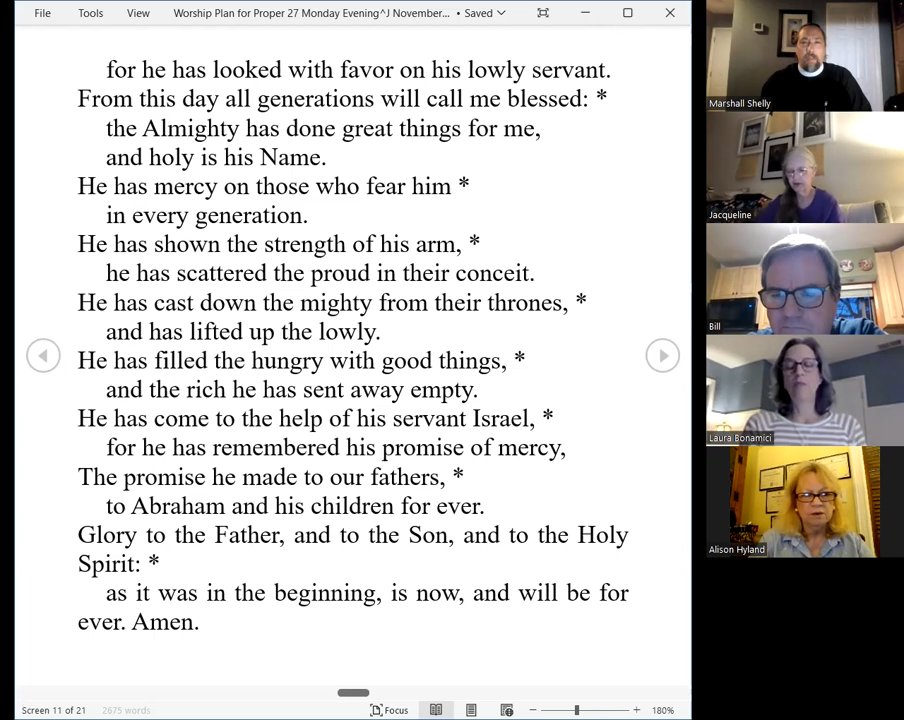 File Tools View Worship Plan for Proper 27 Monday Evening^J November... • Saved
for he has looked with favor on his lowly servant.
From this day all generations will call me blessed: *
the Almighty has done great things for me,
and holy is his Name.
He has mercy on those who fear him *
in every generation.
He has shown the strength of his arm, *
he has scattered the proud in their conceit.
He has cast down the mighty from their thrones, *
and has lifted up the lowly.
He has filled the hungry with good things, *
and the rich he has sent away empty.
He has come to the help of his servant Israel, *
for he has remembered his promise of mercy,
The promise he made to our fathers, *
to Abraham and his children for ever.
Glory to the Father, and to the Son, and to the Holy
Spirit: *
as it was in the beginning, is now, and will be for
ever. Amen.
Screen 11 of 21 2675 words Focus 180%
Marshall Shelly
Jacqueline
Bill
Laura Bonamici
Alison Hyland